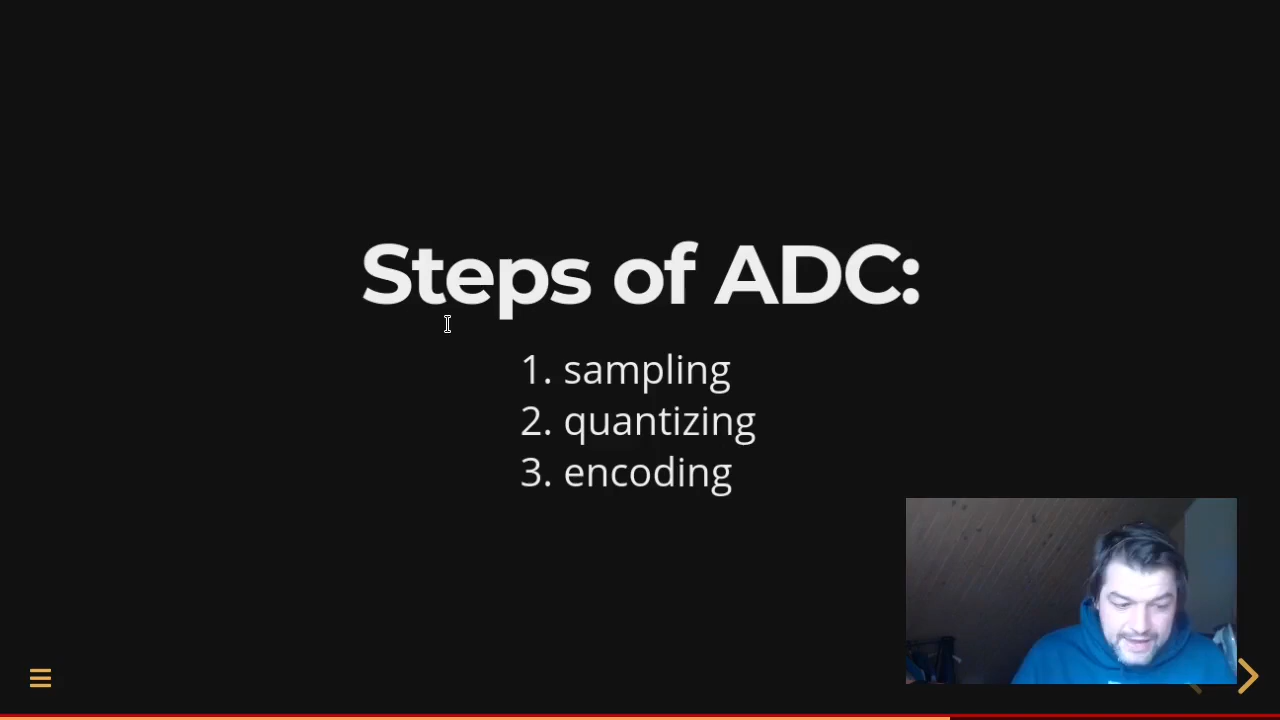 Steps of ADC:
1. sampling
2. quantizing
3. encoding